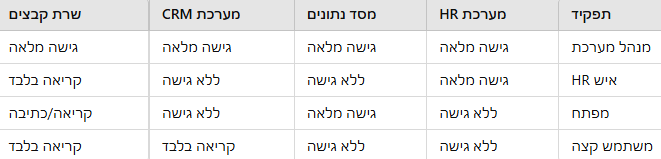 תפקיד מערכת HR מסד נתונים מערכת CRM שרת קבצים
מנהל מערכת גישה מלאה גישה מלאה גישה מלאה גישה מלאה
איש HR גישה מלאה ללא גישה ללא גישה קריאה בלבד
מפתח ללא גישה גישה מלאה ללא גישה קריאה/כתיבה
משתמש קצה ללא גישה ללא גישה קריאה בלבד קריאה בלבד